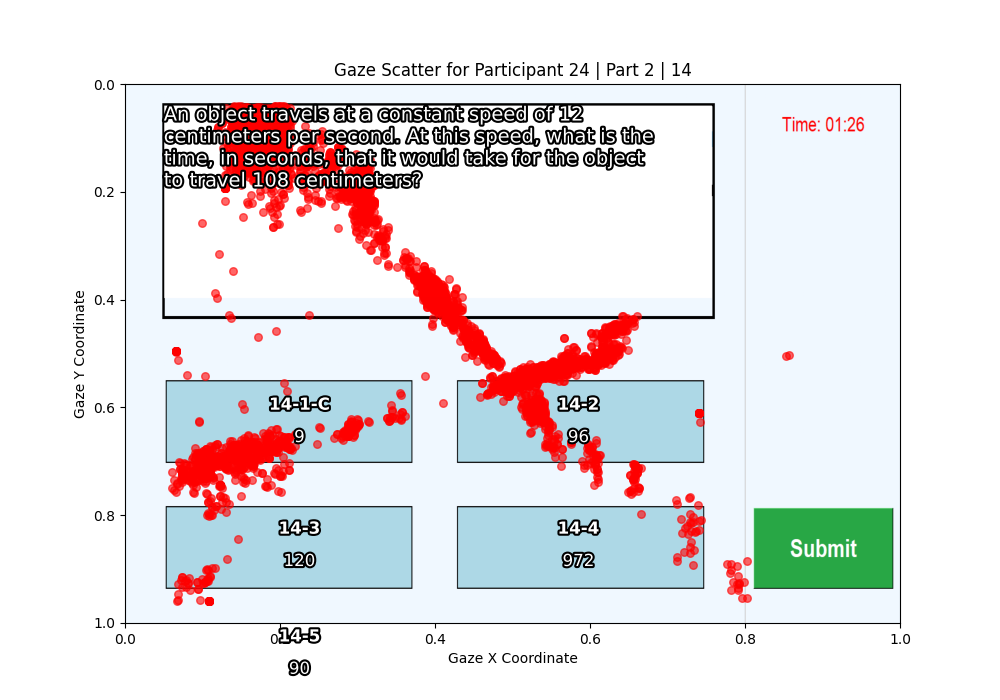 Gaze Scatter for Participant 24 | Part 2 | 14
An object travels at a constant speed of 12
centimeters per second. At this speed, what is the
time, in seconds, that it would take for the object
to travel 108 centimeters?
Time: 01:26
14-1-C
9
14-2
96
14-3
120
14-4
972
Submit
14-5
90
0.0
0.2
0.4
0.6
0.8
1.0
Gaze Y Coordinate
0.0
0.4
0.6
0.8
1.0
Gaze X Coordinate